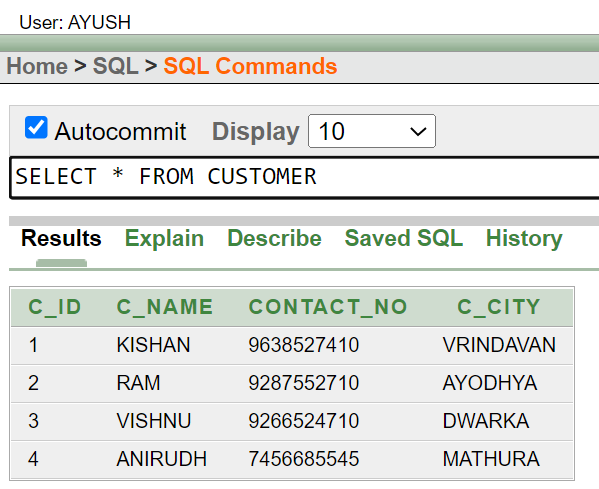 User: AYUSH
Home > SQL > SQL Commands
Autocommit Display 10
SELECT * FROM CUSTOMER
Results Explain Describe Saved SQL History
C_ID C_NAME CONTACT_NO C_CITY
1 KISHAN 9638527410 VRINDAVAN
2 RAM 9287552710 AYODHYA
3 VISHNU 9266524710 DWARKA
4 ANIRUDH 7456685545 MATHURA